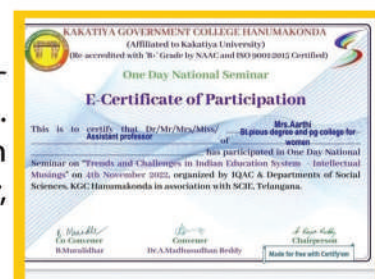 KAKATIYA GOVERNMENT COLLEGE HANUMAKONDA
(Affiliated to Kakatiya University)
(Re accredited with 'B+' Grade by NAAC and ISO 9001:2015 Certified)
One Day National Seminar
E-Certificate of Participation
This is to certify that Dr/Mr/Mrs/Miss/ Mrs.Aarthi
Assistant professor of St.pious degree and pg college for women
has participated in One Day National
Seminar on "Trends and Challenges in Indian Education System - Intellectual
Musings" on 4th November 2022, organized by IQAC & Departments of Social
Sciences, KGC Hanumakonda in association with SCIE, Telangana.
Co Convener
B.Muralidhar
Convener
Dr.A.Madhusudhan Reddy
Chairperson
Made for free with Certify'em